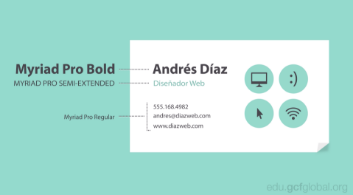 Myriad Pro Bold
Andrés Díaz
MYRIAD PRO SEMI-EXTENDED
Diseñador Web
:)
555.168.4982
Myriad Pro Regular
andres@diazweb.com
www.diazweb.com
edu.gcfglobal.org